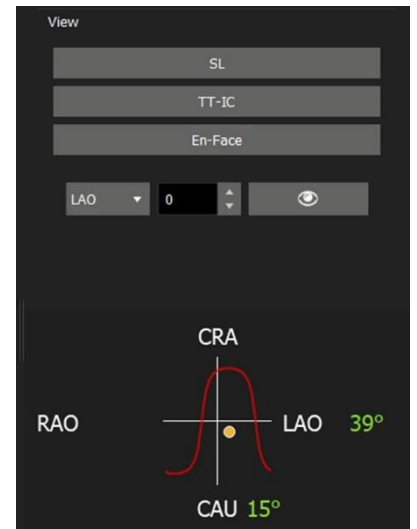 View
SL
TT-IC
En-Face
LAO 0
CRA
RAO LAO 39°
CAU 15°